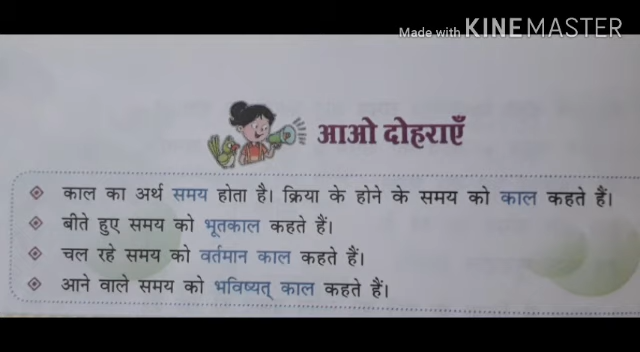 Made with KINEMASTER
आओ दोहराएँ
काल का अर्थ समय होता है। क्रिया के होने के समय को काल कहते हैं।
बीते हुए समय को भूतकाल कहते हैं।
चल रहे समय को वर्तमान काल कहते हैं।
आने वाले समय को भविष्यत् काल कहते हैं।